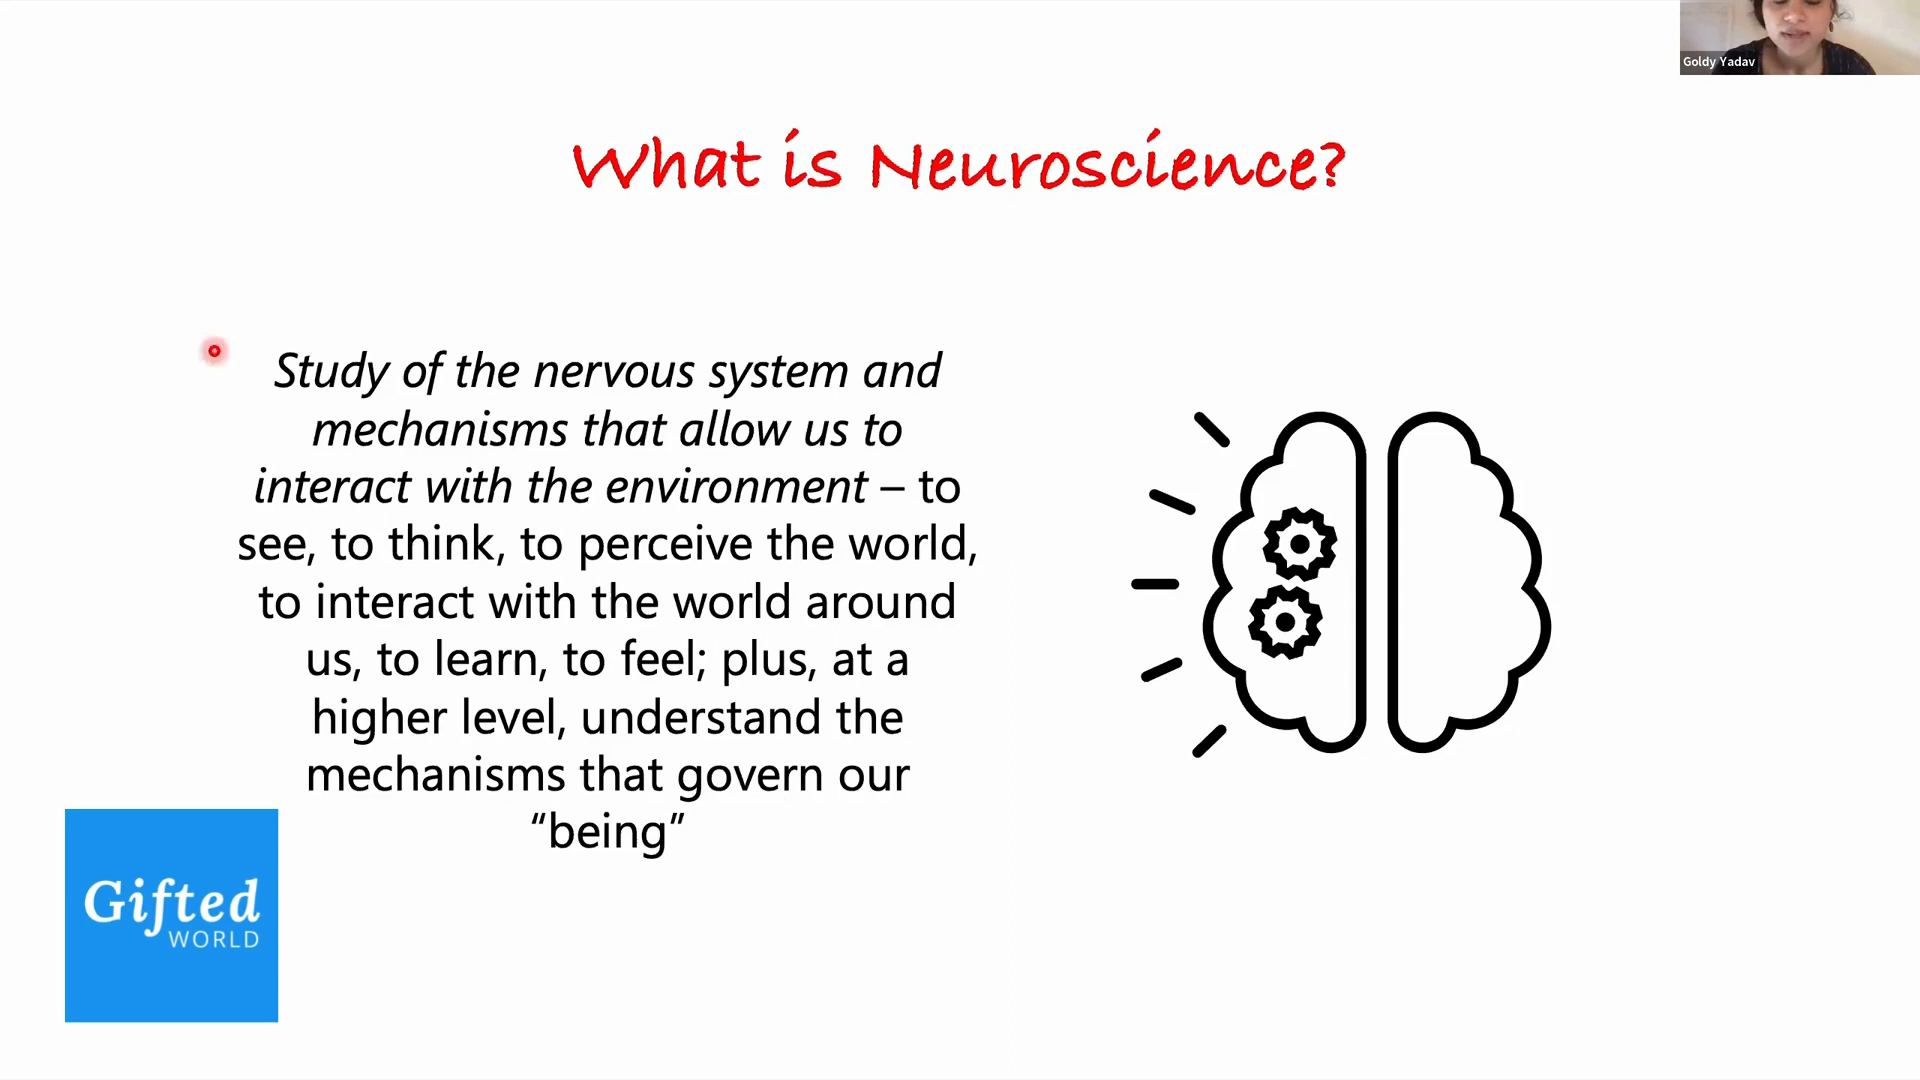 Goldy Yadav
What is Neuroscience?
Study of the nervous system and
mechanisms that allow us to
interact with the environment – to
see, to think, to perceive the world,
to interact with the world around
us, to learn, to feel; plus, at a
higher level, understand the
mechanisms that govern our
“being”
Gifted
WORLD